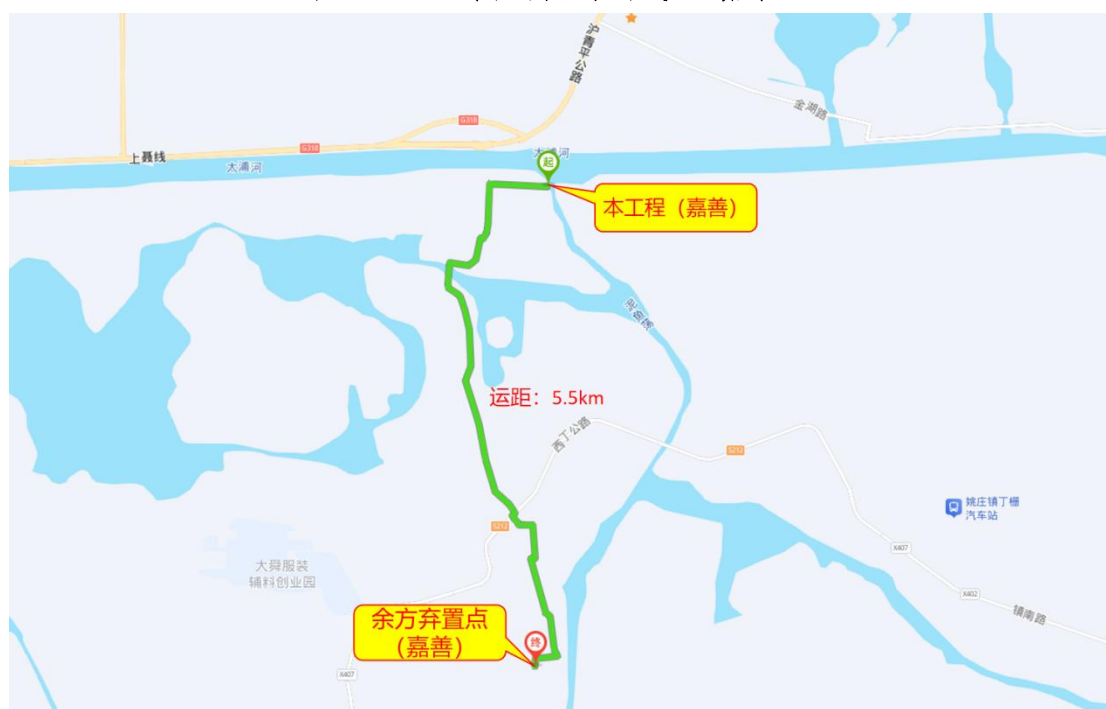 沪青平公路
金湖路
G318
G318
上聂线
太浦河
太浦河
起
本工程（嘉善）
运距：5.5km
西丁公路
S212
姚庄镇丁栅
汽车站
S212
X407
大舜服装
辅料创业园
X402
镇南路
余方弃置点
（嘉善）
终
X407